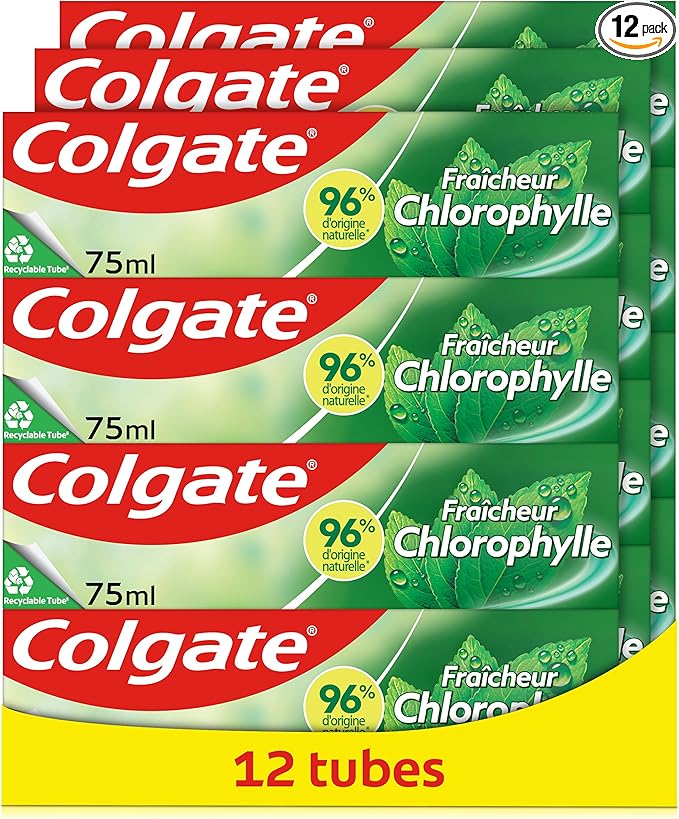 12 pack
Colgate®
Colgate®
Colgate®
96%
d'origine
naturelle*
Fraîcheur
Chlorophylle
Recyclable Tube§
75ml
Colgate®
96%
d'origine
naturelle*
Fraîcheur
Chlorophylle
Recyclable Tube§
75ml
Colgate®
96%
d'origine
naturelle*
Fraîcheur
Chlorophylle
Recyclable Tube§
75ml
Colgate®
96%
d'origine
Fraîcheur
Chlorophylle
12 tubes